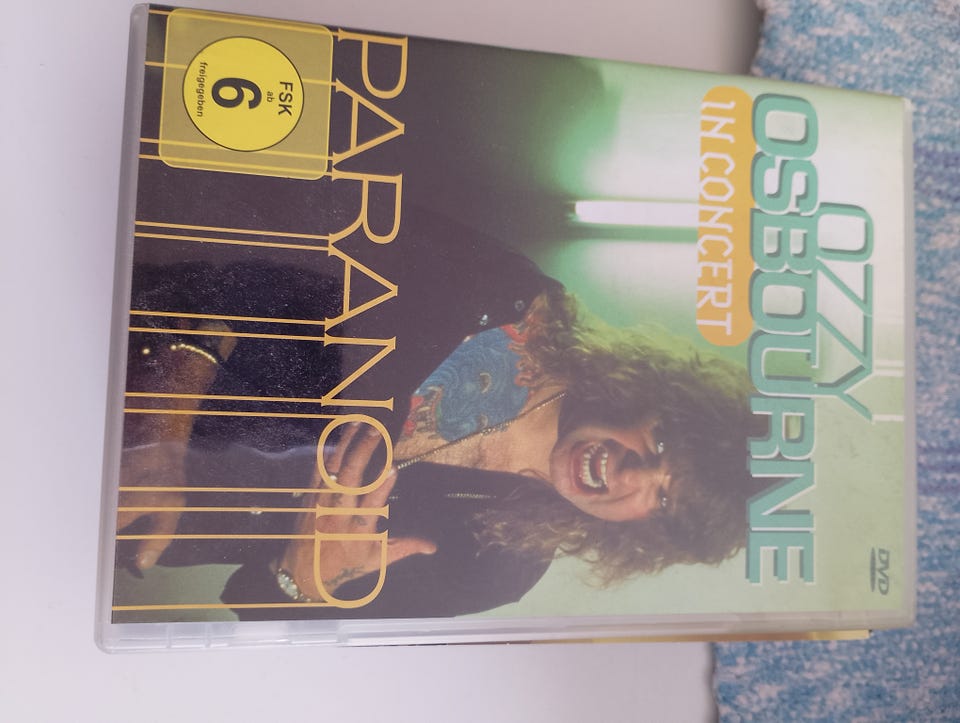 OZZY
OSBOURNE
IN CONCERT
DVD
PARANOID
FSK
ab
6
freigegeben